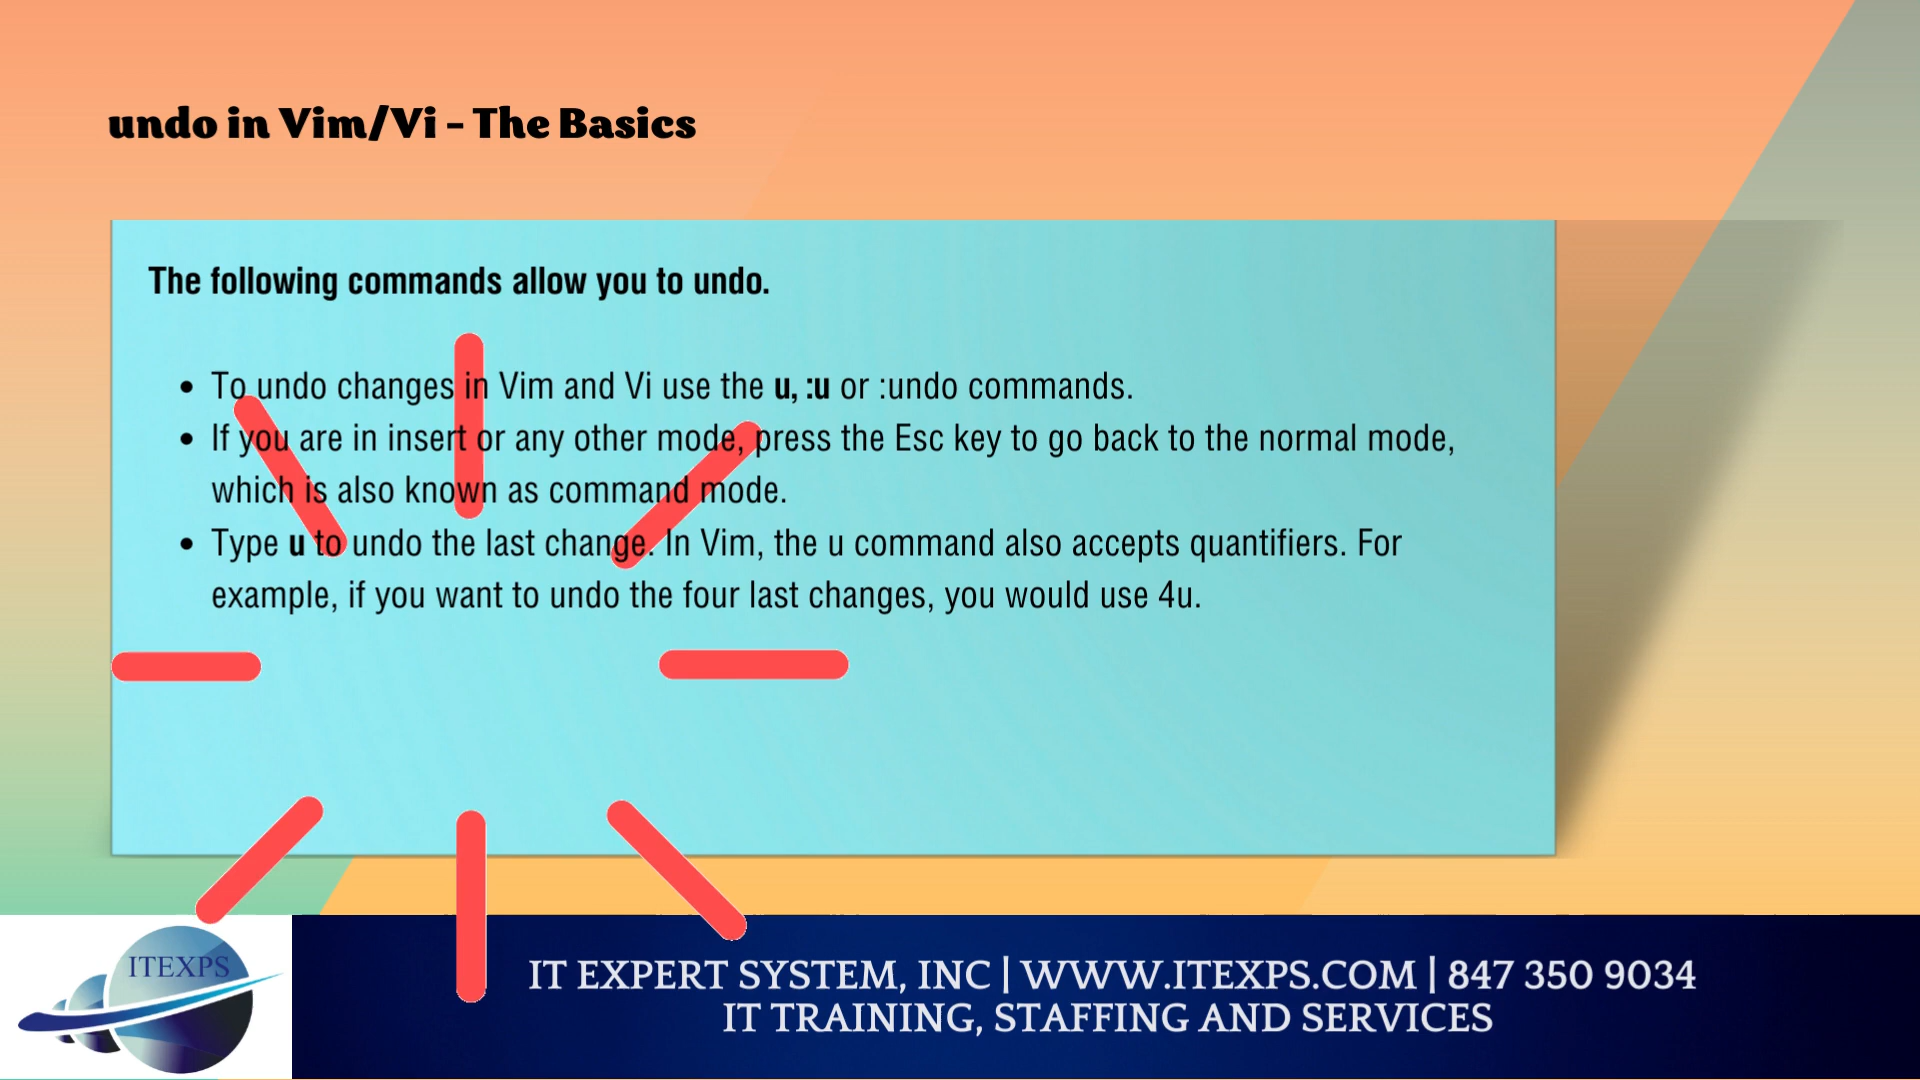 undo in Vim/Vi - The Basics
The following commands allow you to undo.
• To undo changes in Vim and Vi use the u, :u or :undo commands.
• If you are in insert or any other mode, press the Esc key to go back to the normal mode,
which is also known as command mode.
• Type u to undo the last change. In Vim, the u command also accepts quantifiers. For
example, if you want to undo the four last changes, you would use 4u.
ITEXPS
IT EXPERT SYSTEM, INC | WWW.ITEXPS.COM | 847 350 9034
IT TRAINING, STAFFING AND SERVICES